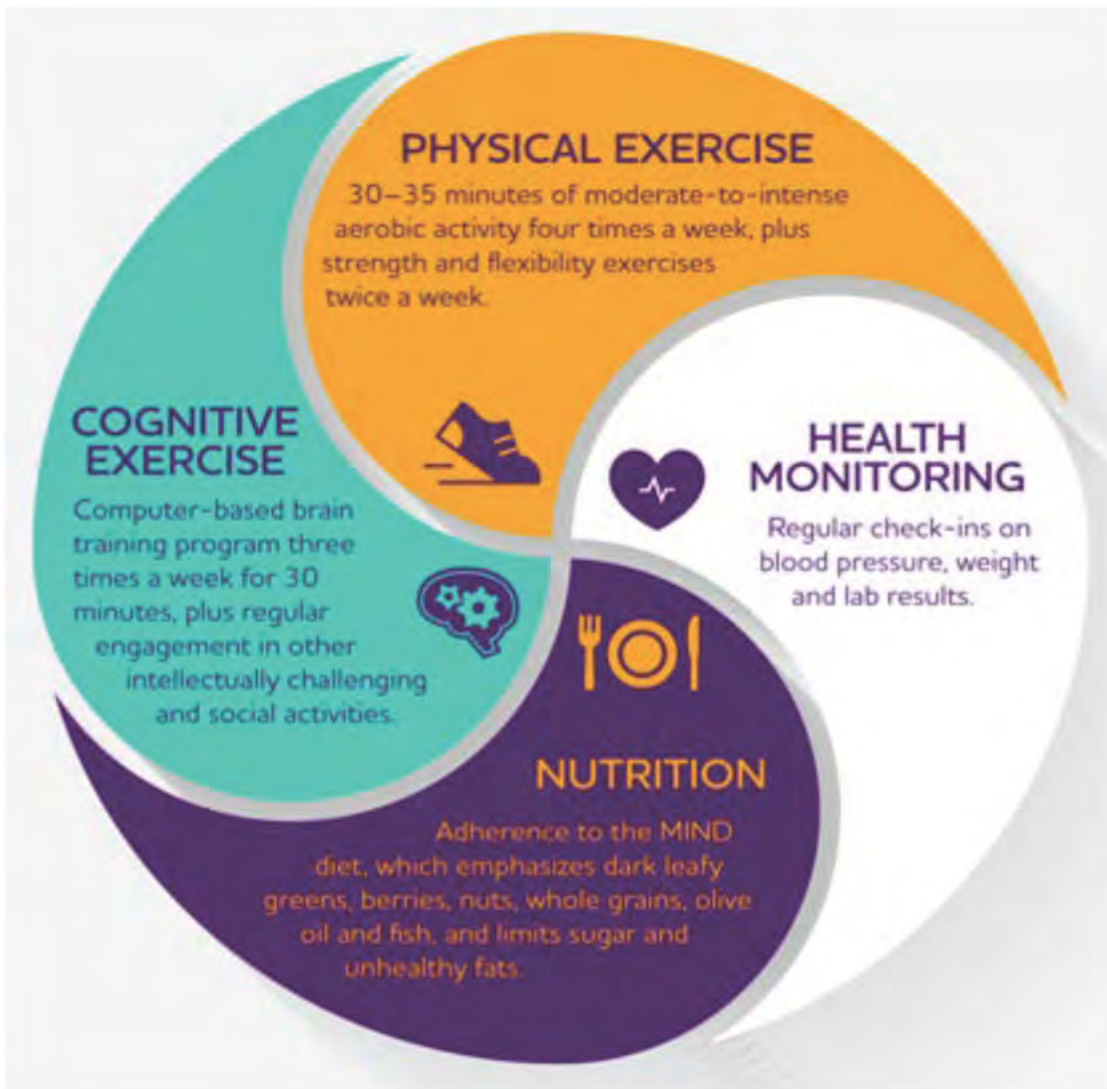 PHYSICAL EXERCISE
30–35 minutes of moderate-to-intense
aerobic activity four times a week, plus
strength and flexibility exercises
twice a week.
COGNITIVE
EXERCISE
Computer-based brain
training program three
times a week for 30
minutes, plus regular
engagement in other
intellectually challenging
and social activities.
HEALTH
MONITORING
Regular check-ins on
blood pressure, weight
and lab results.
NUTRITION
Adherence to the MIND
diet, which emphasizes dark leafy
greens, berries, nuts, whole grains, olive
oil and fish, and limits sugar and
unhealthy fats.